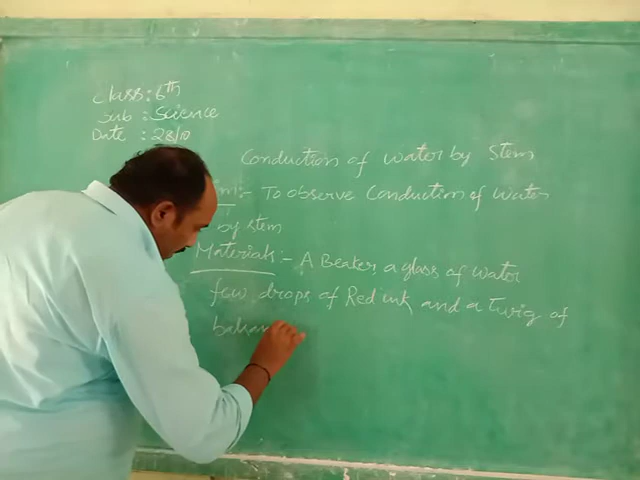 Class: 6th
Sub : Science
Date : 28/10
Conduction of water by Stem
m:- To observe Conduction of Water
by stem
Materials:- A Beaker, a glass of water
few drops of Red ink and a twig of
balsam